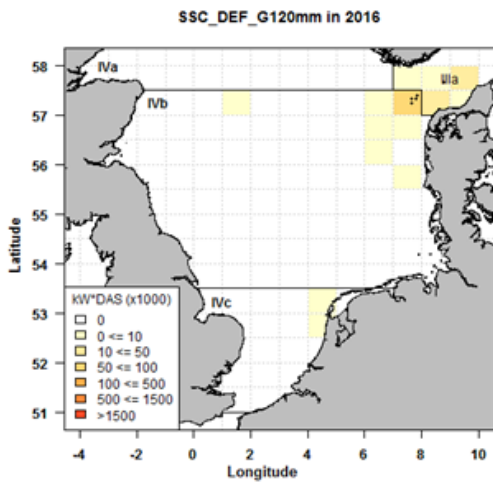 SSC_DEF_G120mm in 2016
58
57
56
55
54
53
52
51
Latitude
IVa
IIIa
IVb
IVc
kW*DAS (x1000)
0
0 <= 10
10 <= 50
50 <= 100
100 <= 500
500 <= 1500
>1500
-4 -2 0 2 4 6 8 10
Longitude